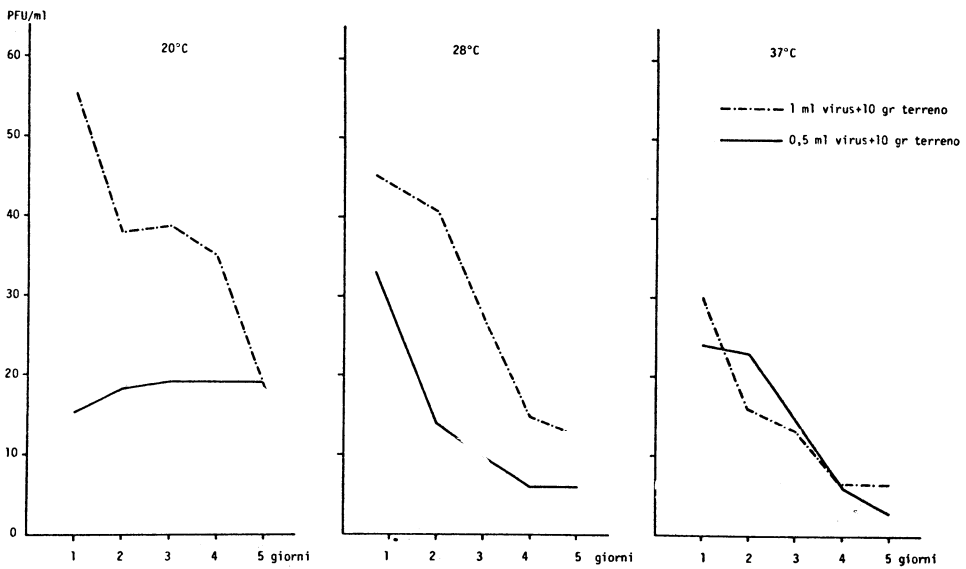 PFU/ml
20°C
28°C
37°C
60
50
40
30
20
10
0
1 ml virus+10 gr terreno
0,5 ml virus+10 gr terreno
1 2 3 4 5 giorni
1 2 3 4 5 giorni
1 2 3 4 5 giorni